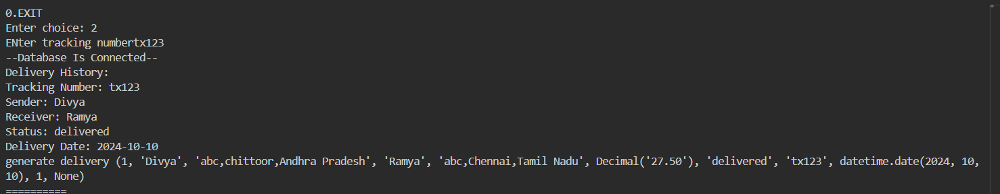 0.EXIT
Enter choice: 2
ENter tracking numbertx123
--Database Is Connected--
Delivery History:
Tracking Number: tx123
Sender: Divya
Receiver: Ramya
Status: delivered
Delivery Date: 2024-10-10
generate delivery (1, 'Divya', 'abc,chittoor,Andhra Pradesh', 'Ramya', 'abc,Chennai,Tamil Nadu', Decimal('27.50'), 'delivered', 'tx123', datetime.date(2024, 10,
10), 1, None)
==========